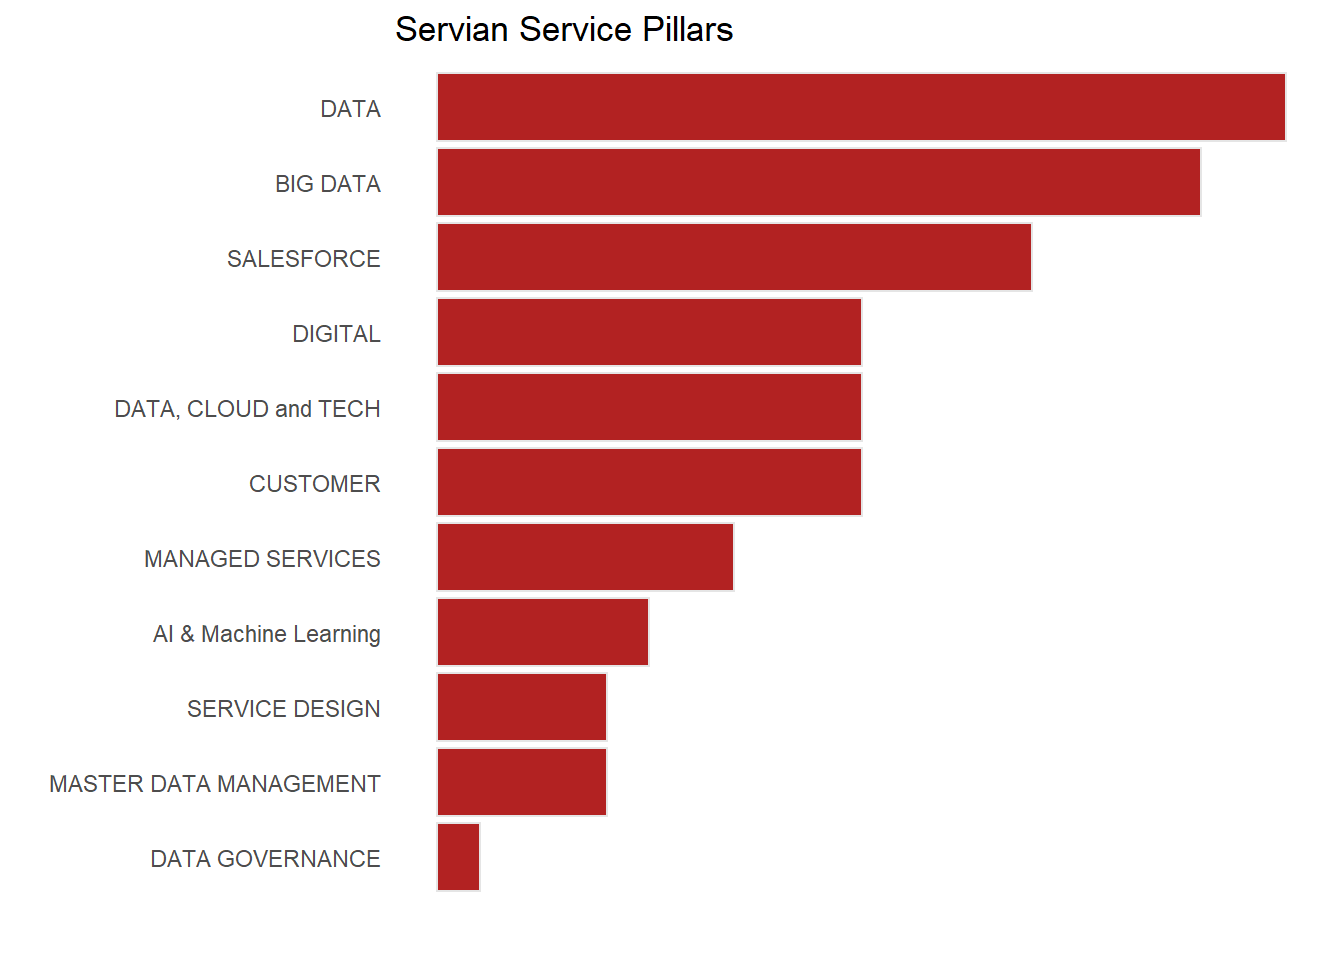 Servian Service Pillars
DATA
BIG DATA
SALESFORCE
DIGITAL
DATA, CLOUD and TECH
CUSTOMER
MANAGED SERVICES
AI & Machine Learning
SERVICE DESIGN
MASTER DATA MANAGEMENT
DATA GOVERNANCE